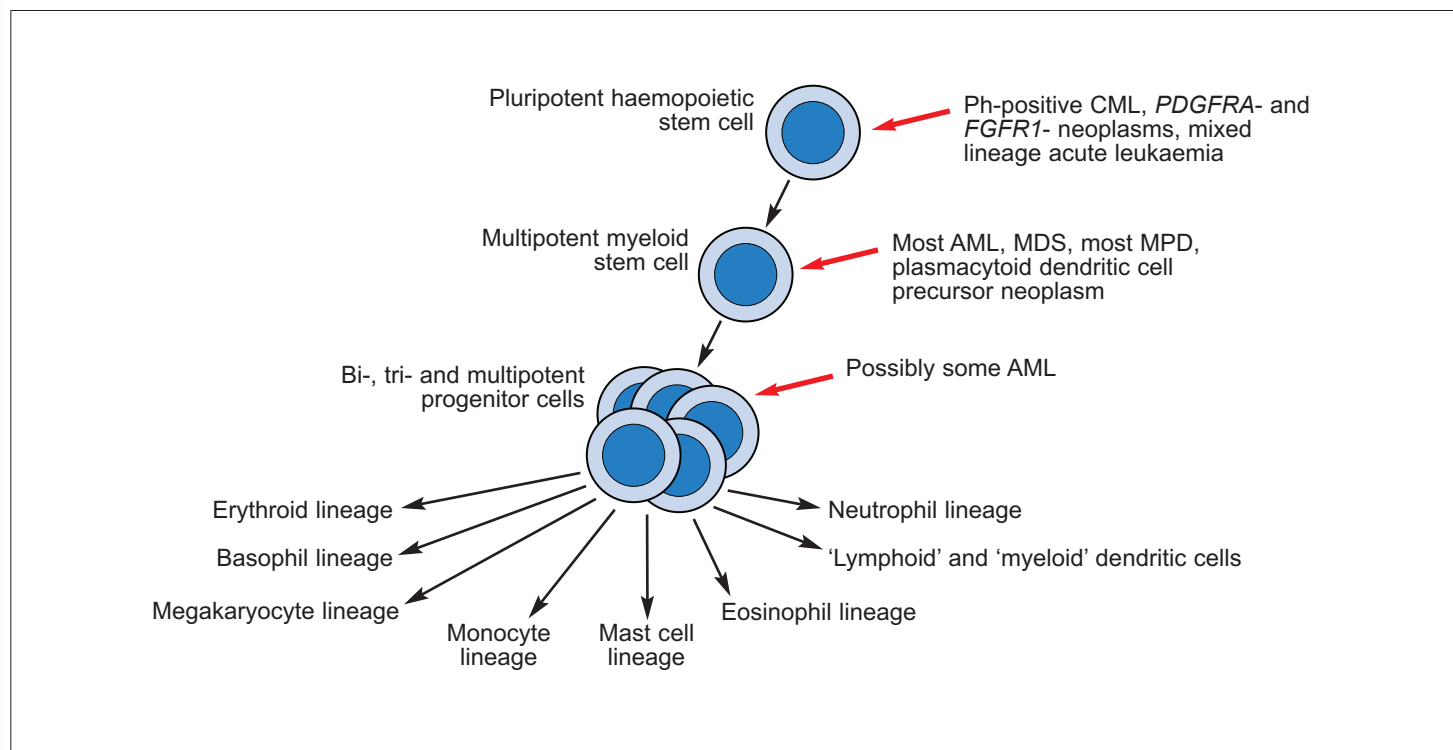 Pluripotent haemopoietic
stem cell
Ph-positive CML, PDGFRA- and
FGFR1- neoplasms, mixed
lineage acute leukaemia
Multipotent myeloid
stem cell
Most AML, MDS, most MPD,
plasmacytoid dendritic cell
precursor neoplasm
Bi-, tri- and multipotent
progenitor cells
Possibly some AML
Erythroid lineage
Basophil lineage
Megakaryocyte lineage
Monocyte
lineage
Mast cell
lineage
Eosinophil lineage
‘Lymphoid’ and ‘myeloid’ dendritic cells
Neutrophil lineage